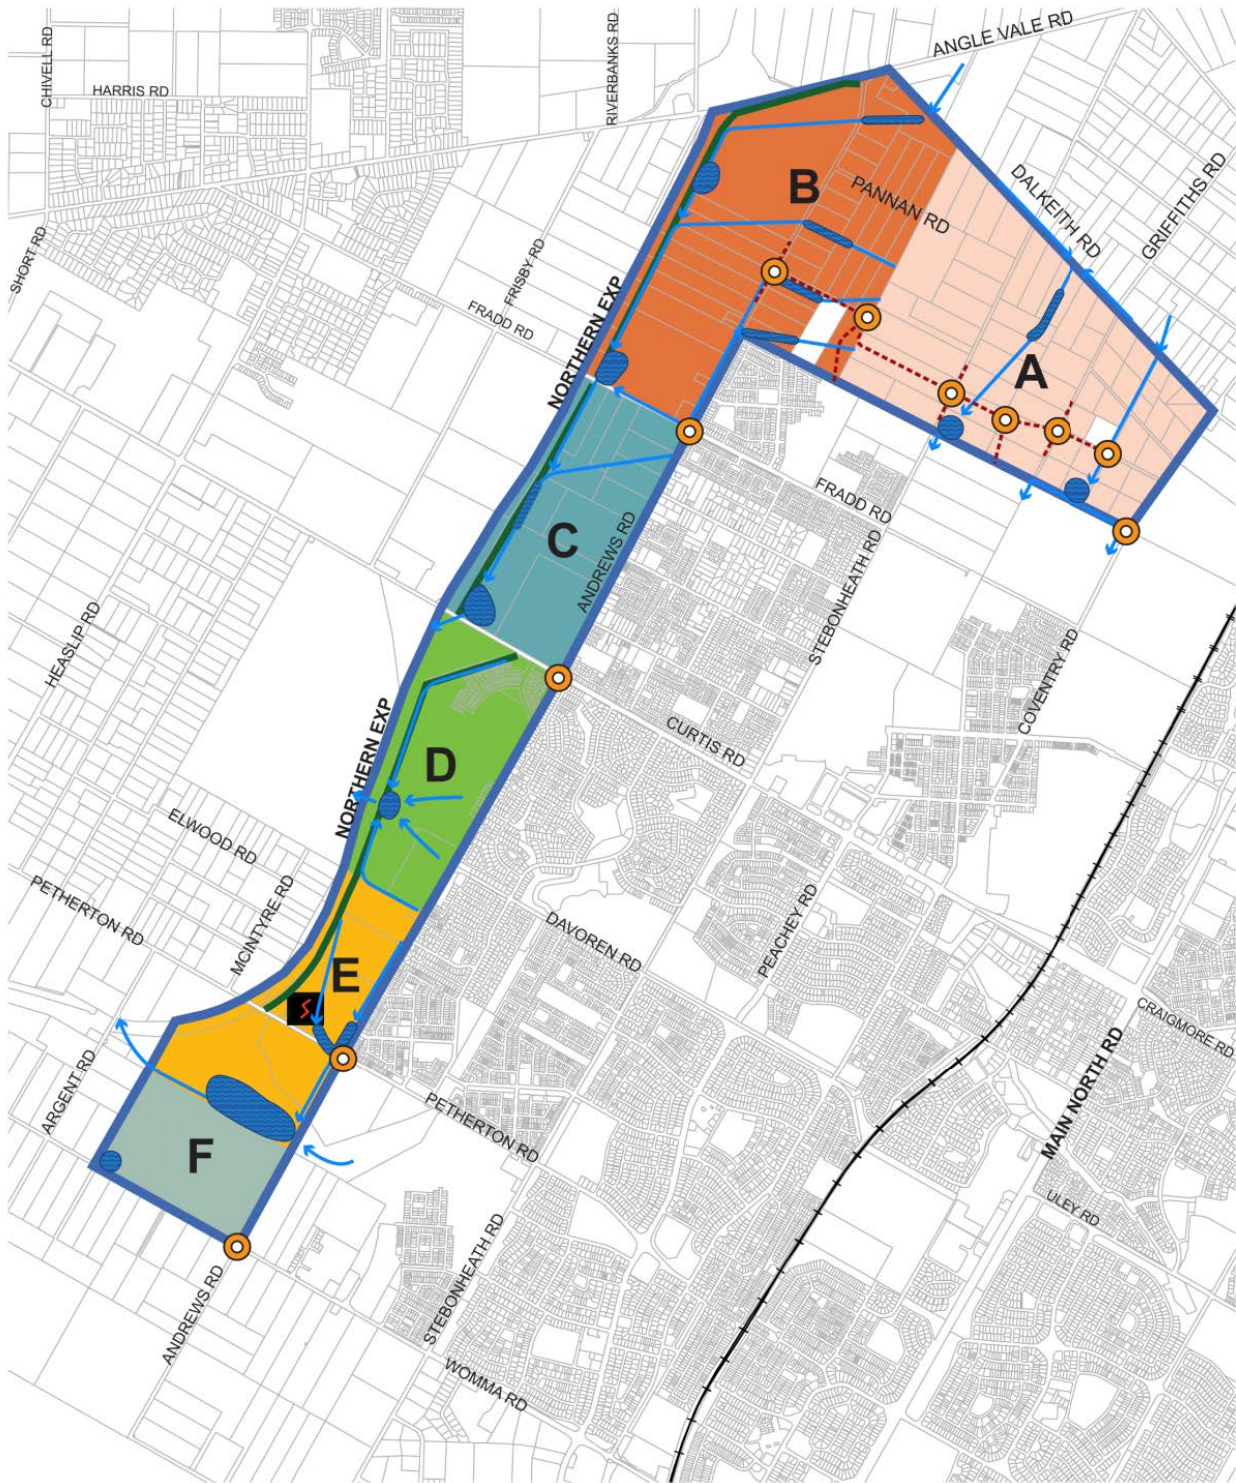 ANGLE VALE RD
CHIVELL RD
HARRIS RD
RIVERBANKS RD
B
PANNAN RD
DALKEITH RD
GRIFFITHS RD
SHORT RD
FRISBY RD
FRADD RD
NORTHERN EXP
A
FRADD RD
C
ANDREWS RD
STEBONHEATH RD
HEASLIP RD
COVENTRY RD
CURTIS RD
NORTHERN EXP
D
ELWOOD RD
PETHERTON RD
MCINTYRE RD
DAVOREN RD
PEACHEY RD
E
CRAIGMORE RD
MAIN NORTH RD
ARGENT RD
PETHERTON RD
F
ULEY RD
ANDREWS RD
STEBONHEATH RD
WOMMA RD